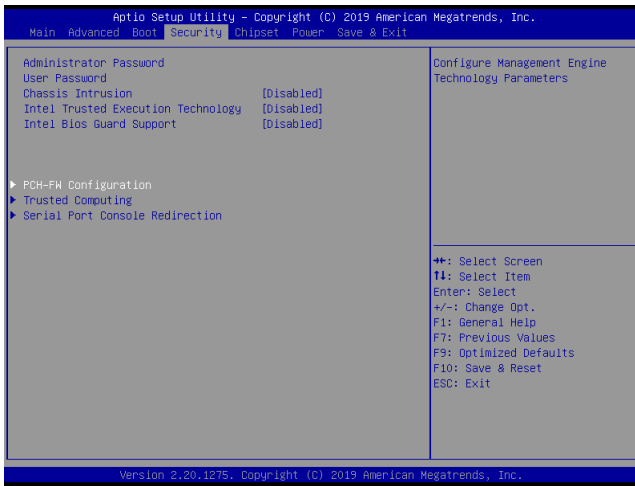 Aptio Setup Utility – Copyright (C) 2019 American Megatrends, Inc.
Main Advanced Boot Security Chipset Power Save & Exit
Administrator Password
User Password
Chassis Intrusion [Disabled]
Intel Trusted Execution Technology [Disabled]
Intel Bios Guard Support [Disabled]
PCH-FW Configuration
Trusted Computing
Serial Port Console Redirection
Configure Management Engine
Technology Parameters
→←: Select Screen
↑↓: Select Item
Enter: Select
+/-: Change Opt.
F1: General Help
F7: Previous Values
F9: Optimized Defaults
F10: Save & Reset
ESC: Exit
Version 2.20.1275. Copyright (C) 2019 American Megatrends, Inc.